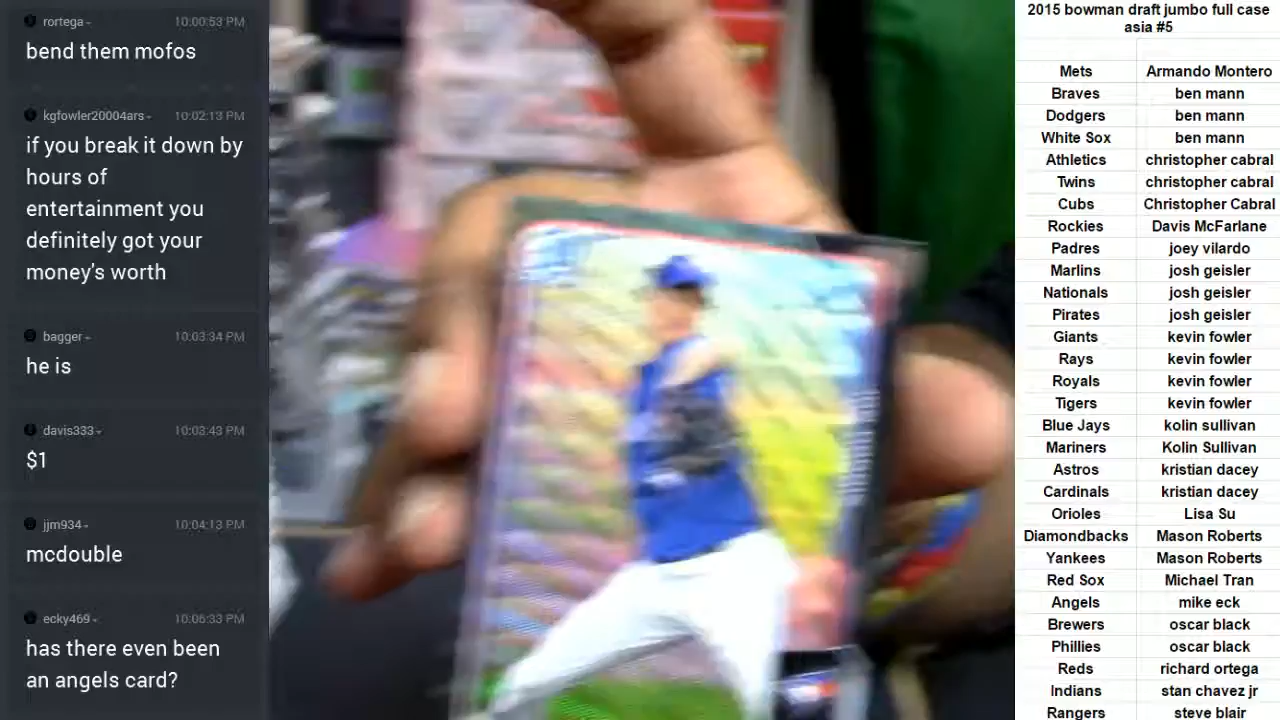 rortega
10:00:53 PM
bend them mofos
kgfowler20004ars
10:02:13 PM
if you break it down by
hours of
entertainment you
definitely got your
money's worth
bagger
10:03:34 PM
he is
davis333
10:03:43 PM
$1
jjm934
10:04:13 PM
mcdouble
ecky469
10:05:33 PM
has there even been
an angels card?
2015 bowman draft jumbo full case
asia #5
Mets Armando Montero
Braves ben mann
Dodgers ben mann
White Sox ben mann
Athletics christopher cabral
Twins christopher cabral
Cubs Christopher Cabral
Rockies Davis McFarlane
Padres joey vilardo
Marlins josh geisler
Nationals josh geisler
Pirates josh geisler
Giants kevin fowler
Rays kevin fowler
Royals kevin fowler
Tigers kevin fowler
Blue Jays kolin sullivan
Mariners Kolin Sullivan
Astros kristian dacey
Cardinals kristian dacey
Orioles Lisa Su
Diamondbacks Mason Roberts
Yankees Mason Roberts
Red Sox Michael Tran
Angels mike eck
Brewers oscar black
Phillies oscar black
Reds richard ortega
Indians stan chavez jr
Rangers steve blair